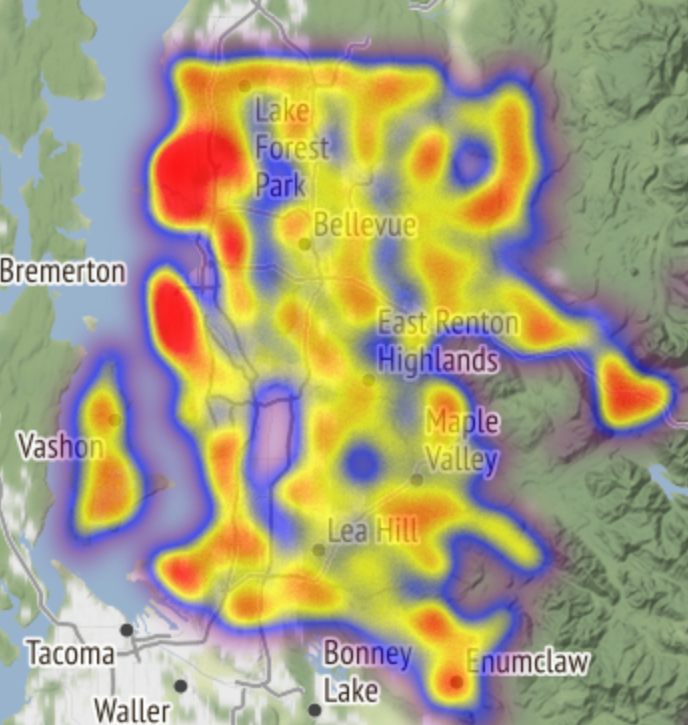 Lake
Forest
Park
Bellevue
Bremerton
East Renton
Highlands
Maple
Valley
Vashon
Lea Hill
Tacoma
Bonney
Lake
Enumclaw
Waller